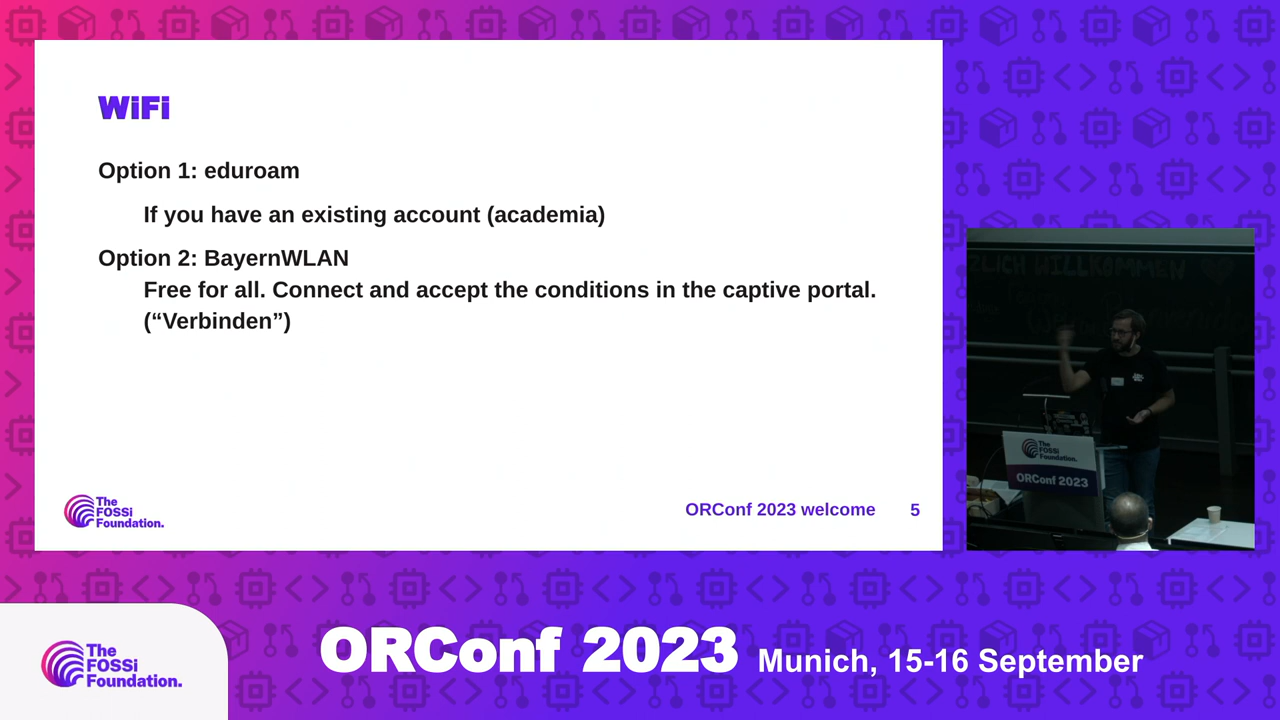 WiFi
Option 1: eduroam
If you have an existing account (academia)
Option 2: BayernWLAN
Free for all. Connect and accept the conditions in the captive portal.
(“Verbinden”)
The
FOSSi
Foundation.
ORConf 2023 welcome 5
ZLICH WILLKOMMEN
The
FOSSi
Foundation.
ORConf 2023
The
FOSSi
Foundation.
ORConf 2023 Munich, 15-16 September